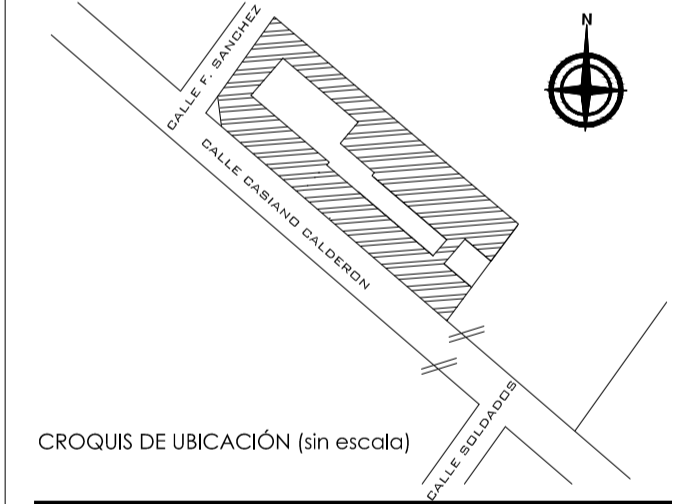 N
CALLE F. SANCHEZ
CALLE CASIANO CALDERON
CROQUIS DE UBICACIÓN (sin escala)
CALLE SOLDADOS